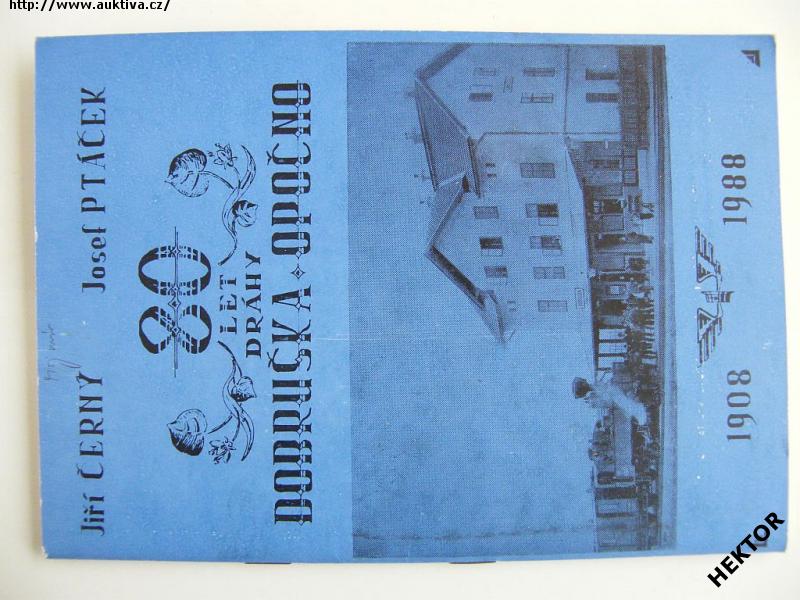 http://www.auktiva.cz/
Jiří ČERNÝ Josef PTÁČEK
80
LET
DRÁHY
DOBRUŠKA - OPOČNO
1908 1988
HEKTOR